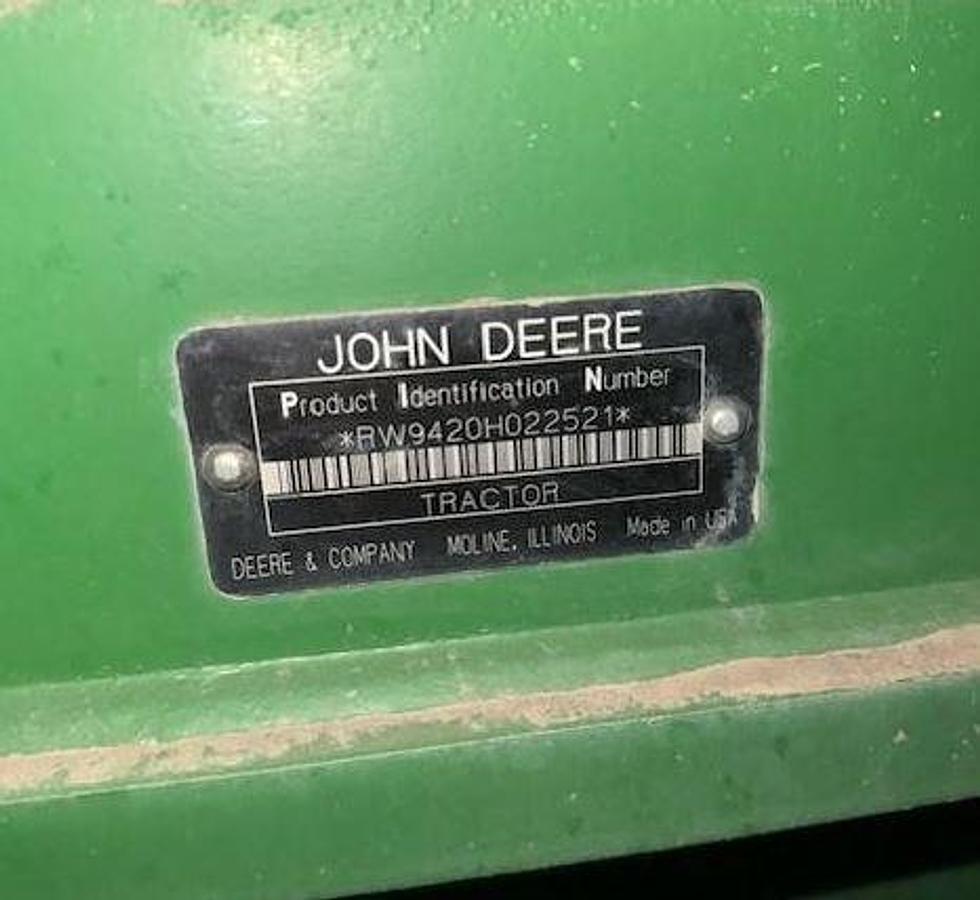 JOHN DEERE
Product Identification Number
*RW9420H022521*
TRACTOR
DEERE & COMPANY MOLINE, ILLINOIS Made in USA